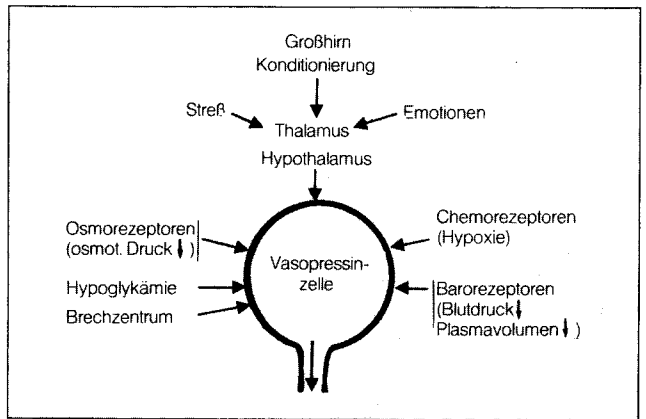 Großhirn
Konditionierung
Streß
Emotionen
Thalamus
Hypothalamus
Osmorezeptoren
(osmot. Druck ↓ )
Chemorezeptoren
(Hypoxie)
Vasopressin-
zelle
Hypoglykämie
Brechzentrum
Barorezeptoren
(Blutdruck ↓
Plasmavolumen ↓ )